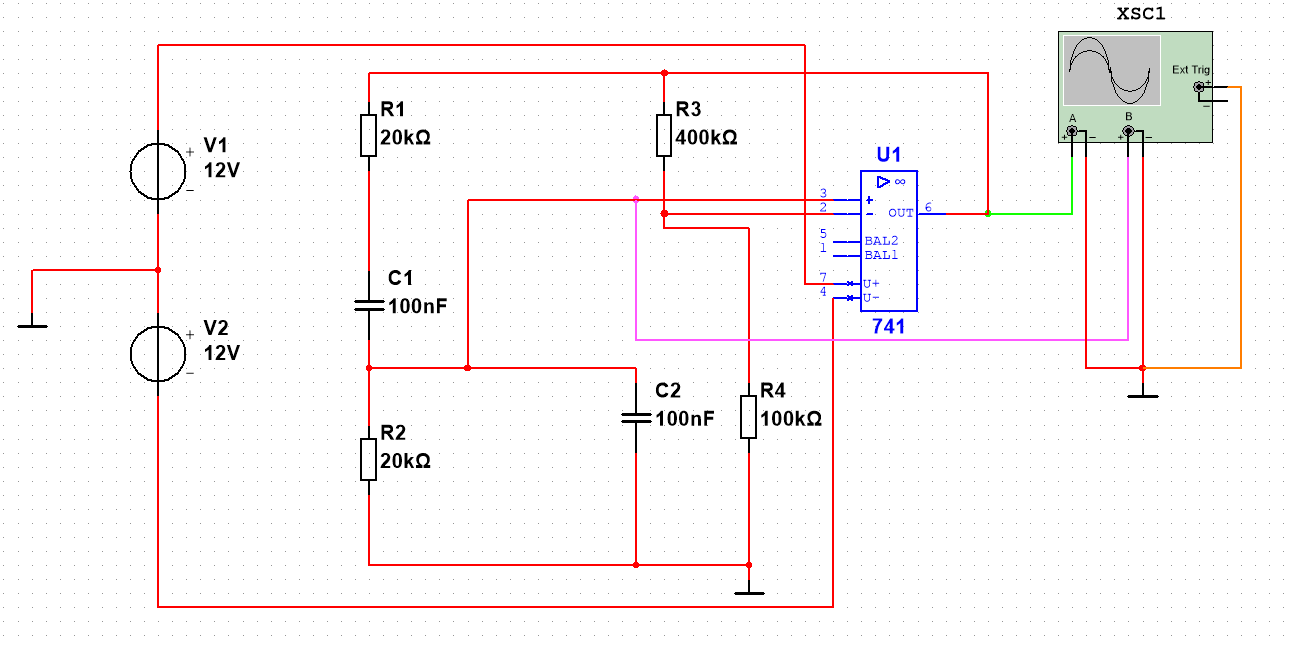 XSC1
Ext Trig
+
−
A
B
+
−
+
−
R1
20kΩ
R3
400kΩ
V1
12V
+
−
U1
▷ ∞
3
+
2
−
OUT
6
5
BAL2
1
BAL1
7
U+
4
U-
741
C1
100nF
V2
12V
+
−
C2
100nF
R4
100kΩ
R2
20kΩ